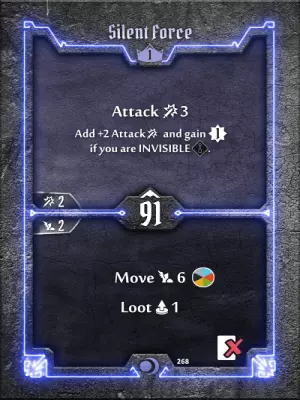 Silent Force
1
Attack 3
Add +2 Attack and gain 1
if you are INVISIBLE .
2
91
2
Move 6
Loot 1
268